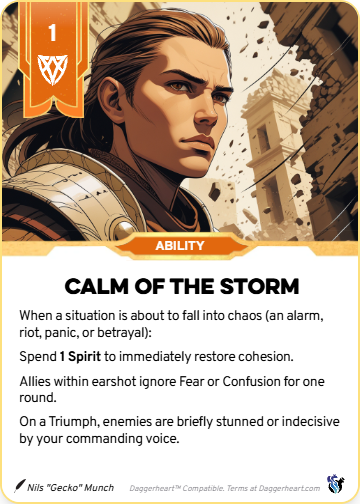 1
ABILITY
CALM OF THE STORM
When a situation is about to fall into chaos (an alarm,
riot, panic, or betrayal):
Spend 1 Spirit to immediately restore cohesion.
Allies within earshot ignore Fear or Confusion for one
round.
On a Triumph, enemies are briefly stunned or indecisive
by your commanding voice.
Nils "Gecko" Munch
Daggerheart™ Compatible. Terms at Daggerheart.com